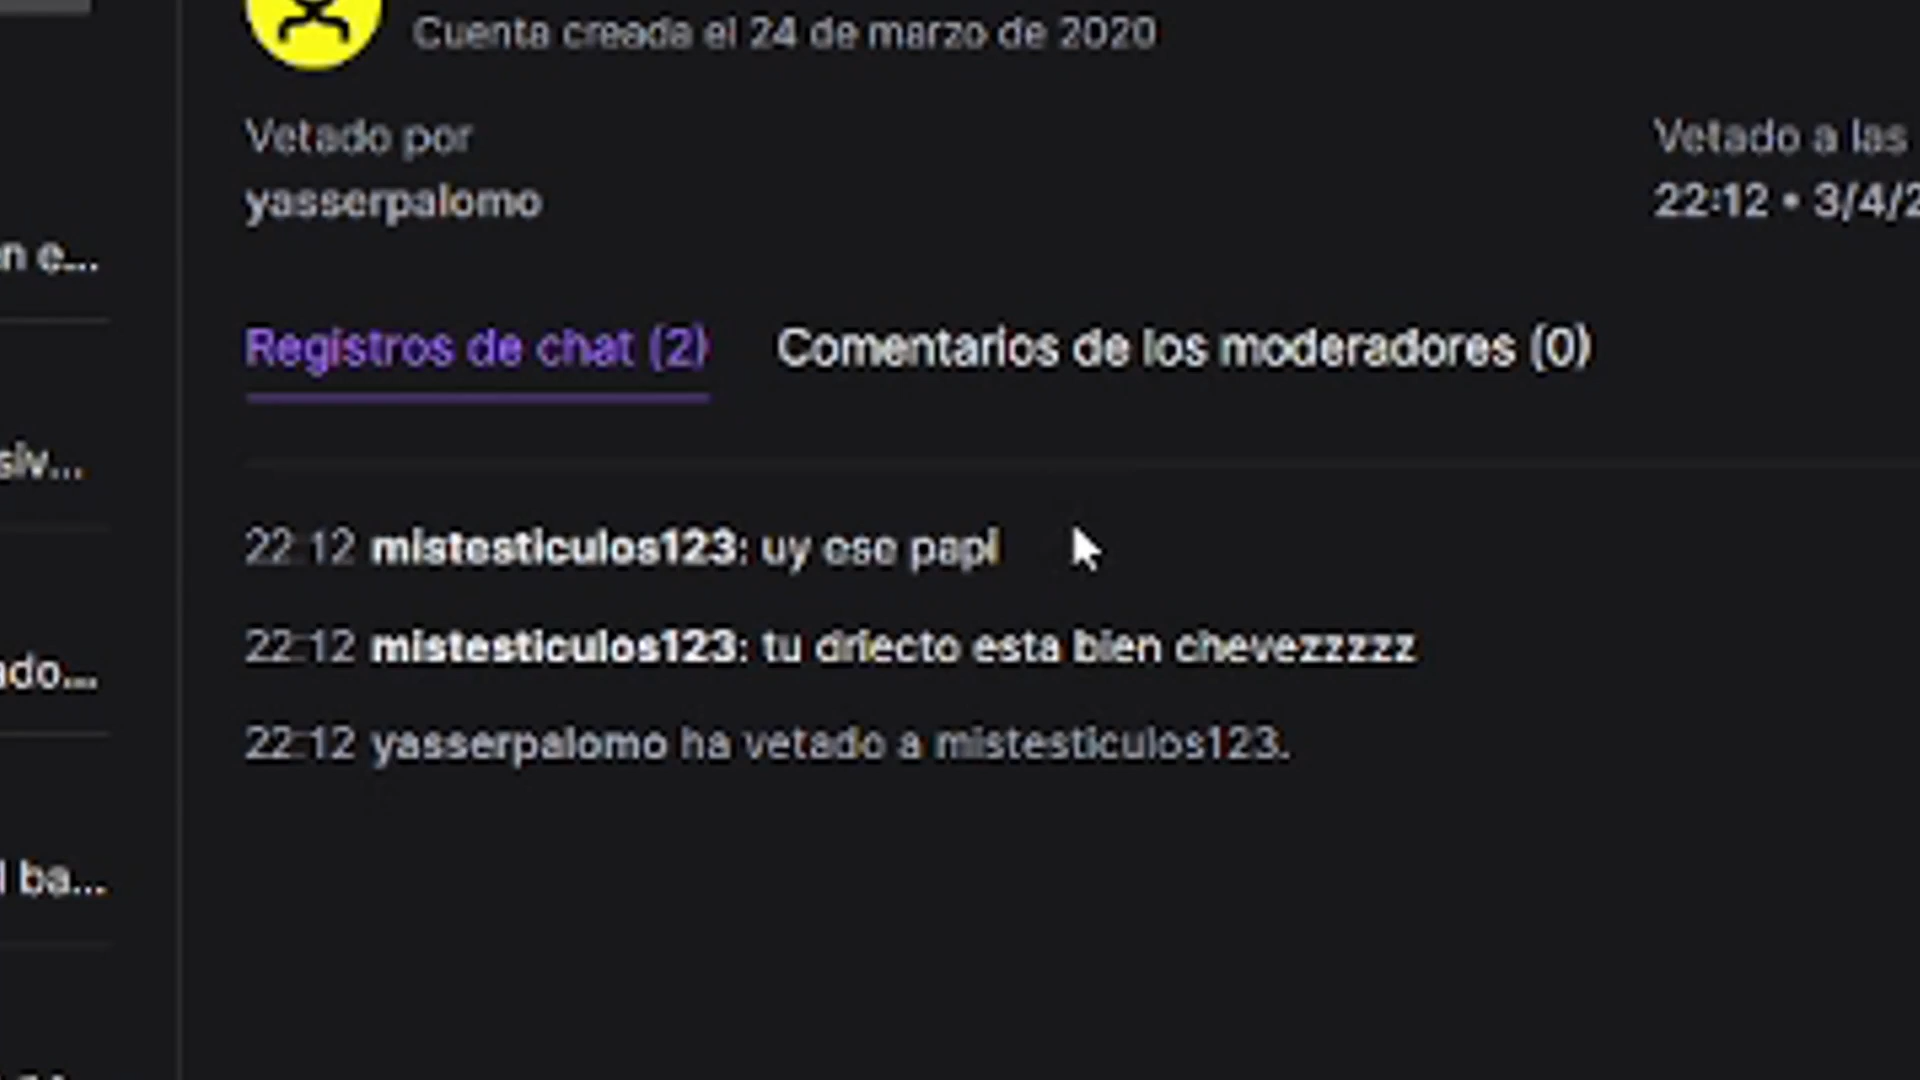 Cuenta creada el 24 de marzo de 2020
Vetado por
Vetado a las
yasserpalomo
22:12 • 3/4/2
n e...
Registros de chat (2)
Comentarios de los moderadores (0)
siv...
22:12 mistesticulos123: uy ese papi
22:12 mistesticulos123: tu driecto esta bien chevezzzzz
ado...
22:12 yasserpalomo ha vetado a mistesticulos123.
l ba...